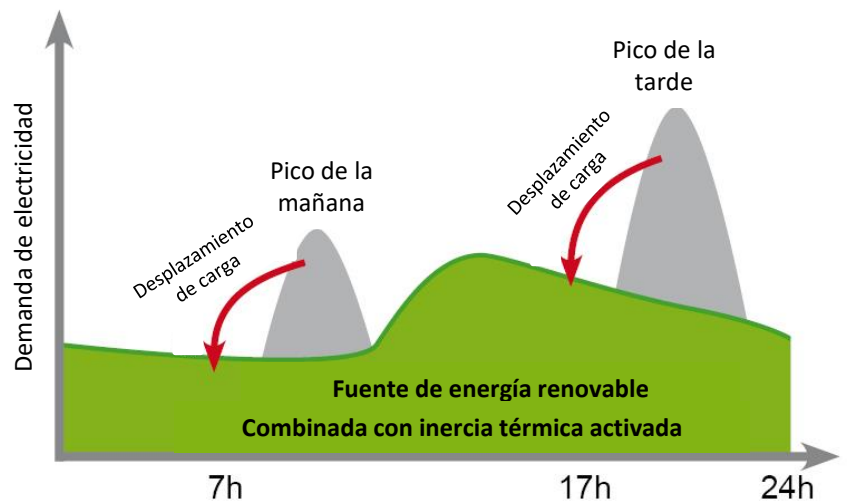 Pico de la
tarde
Desplazamiento
de carga
Pico de la
mañana
Desplazamiento
de carga
Demanda de electricidad
Fuente de energía renovable
Combinada con inercia térmica activada
7h
17h
24h